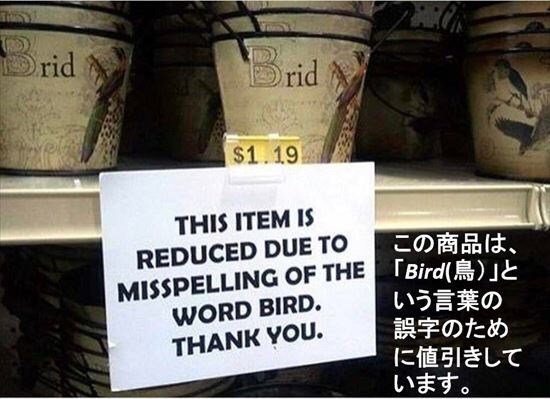 Brid
Brid
$1.19
THIS ITEM IS
REDUCED DUE TO
MISSPELLING OF THE
WORD BIRD.
THANK YOU.
この商品は、
「Bird(鳥)」と
いう言葉の
誤字のため
に値引きして
います。